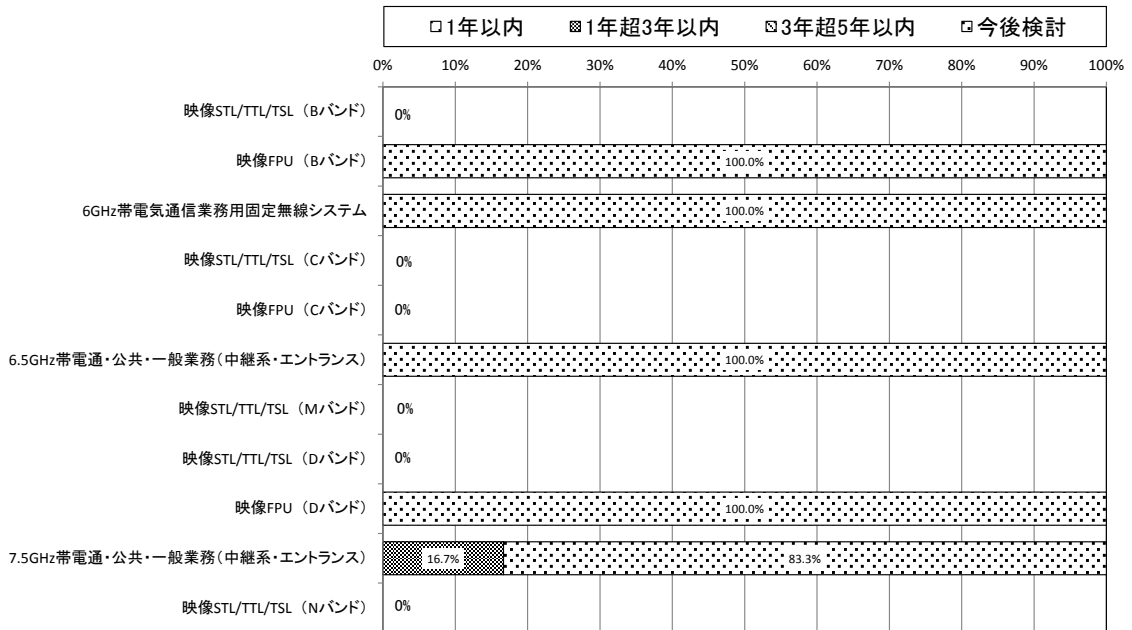 1年以内 1年超3年以内 3年超5年以内 今後検討
0% 10% 20% 30% 40% 50% 60% 70% 80% 90% 100%
映像STL/TTL/TSL（Bバンド） 0%
映像FPU（Bバンド） 100.0%
6GHz帯電気通信業務用固定無線システム 100.0%
映像STL/TTL/TSL（Cバンド） 0%
映像FPU（Cバンド） 0%
6.5GHz帯電通・公共・一般業務（中継系・エントランス） 100.0%
映像STL/TTL/TSL（Mバンド） 0%
映像STL/TTL/TSL（Dバンド） 0%
映像FPU（Dバンド） 100.0%
7.5GHz帯電通・公共・一般業務（中継系・エントランス） 16.7% 83.3%
映像STL/TTL/TSL（Nバンド） 0%